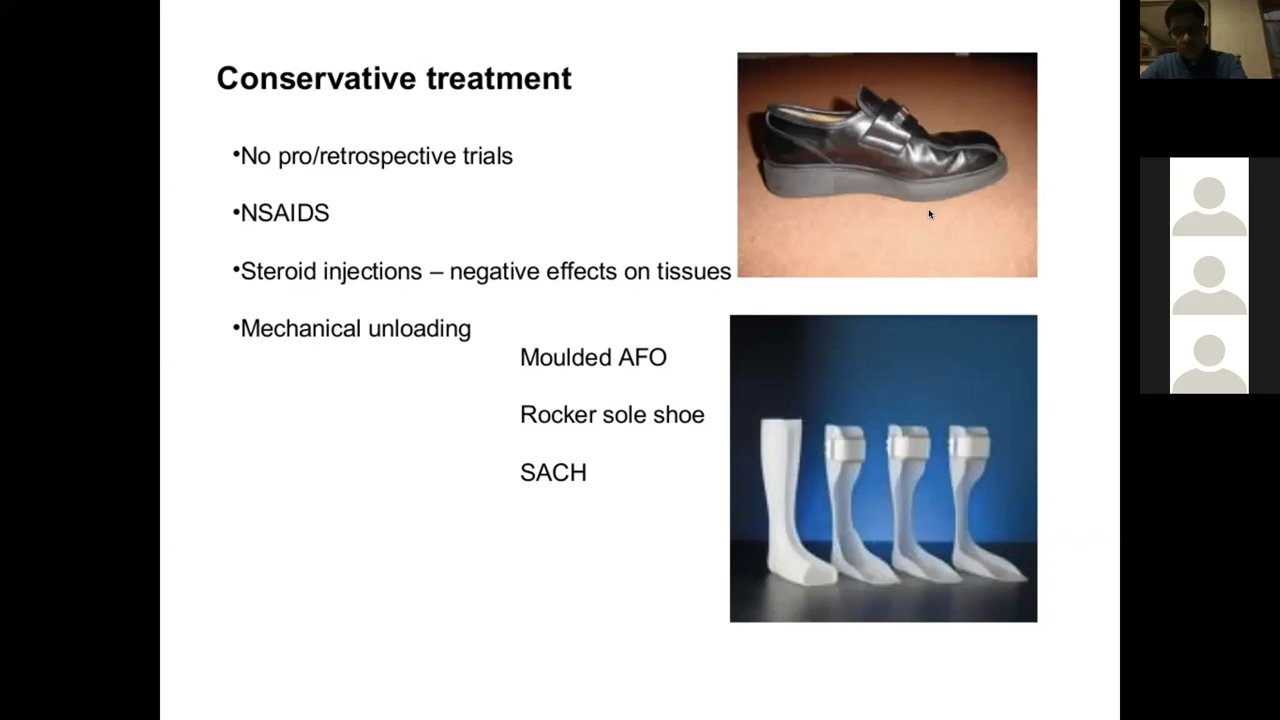 Conservative treatment
•No pro/retrospective trials
•NSAIDS
•Steroid injections – negative effects on tissues
•Mechanical unloading
Moulded AFO
Rocker sole shoe
SACH